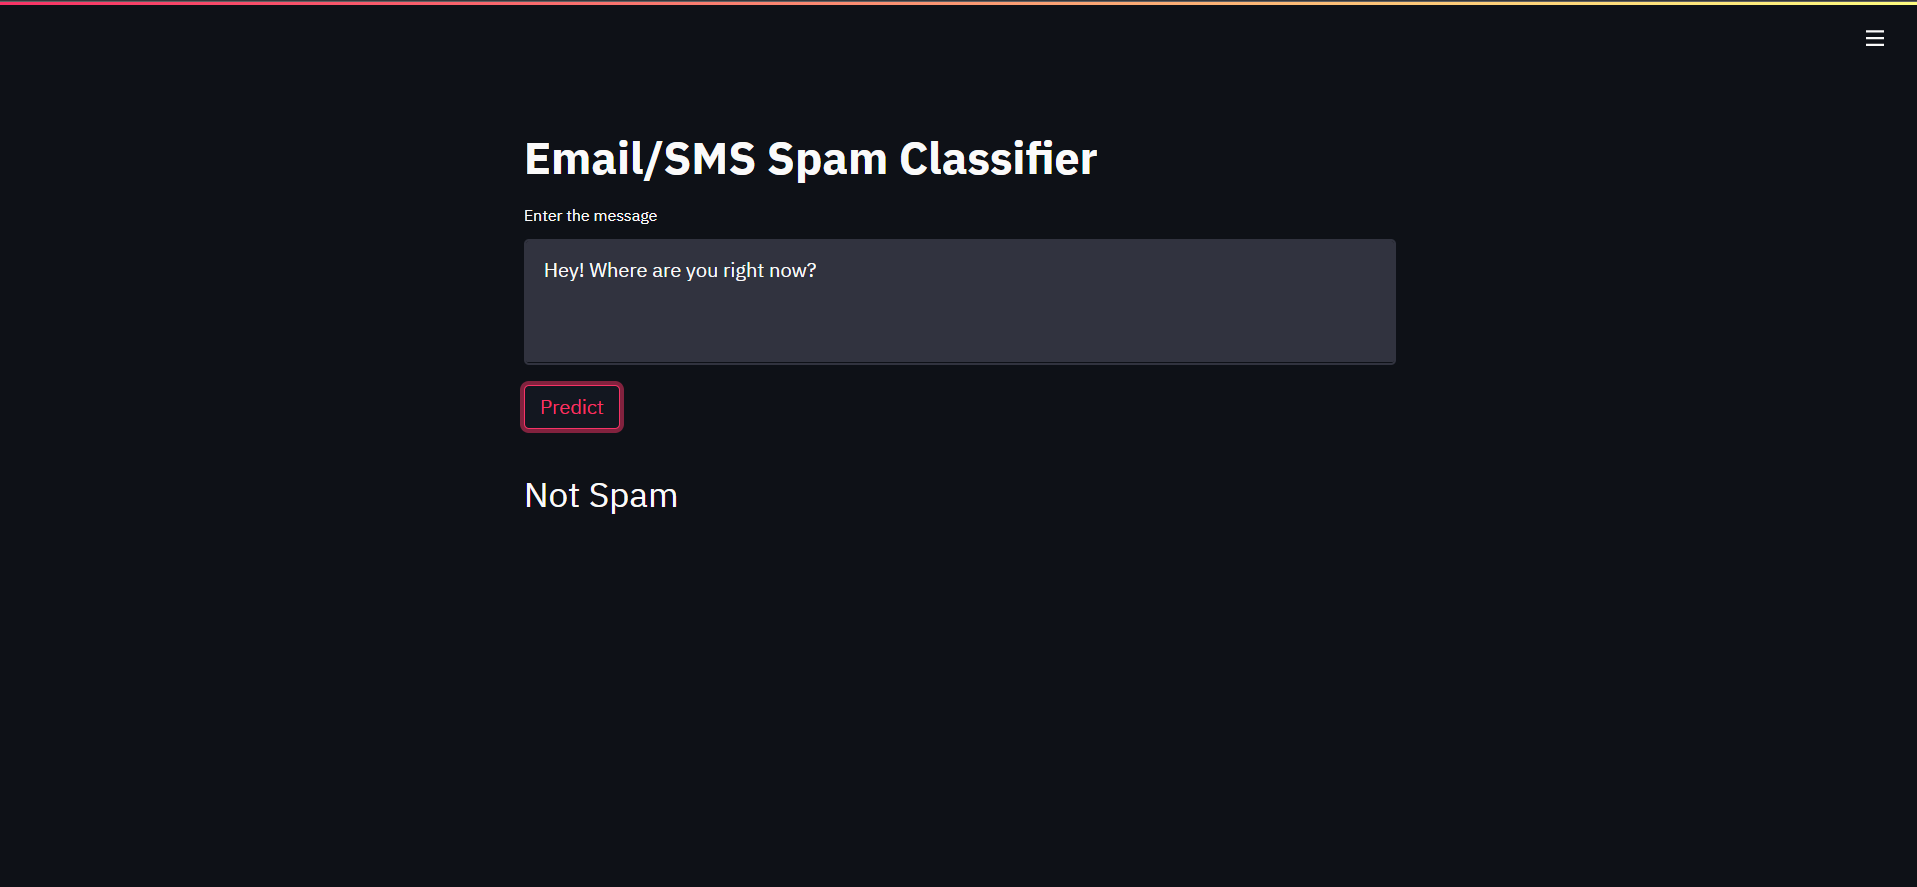 Email/SMS Spam Classifier
Enter the message
Hey! Where are you right now?
Predict
Not Spam